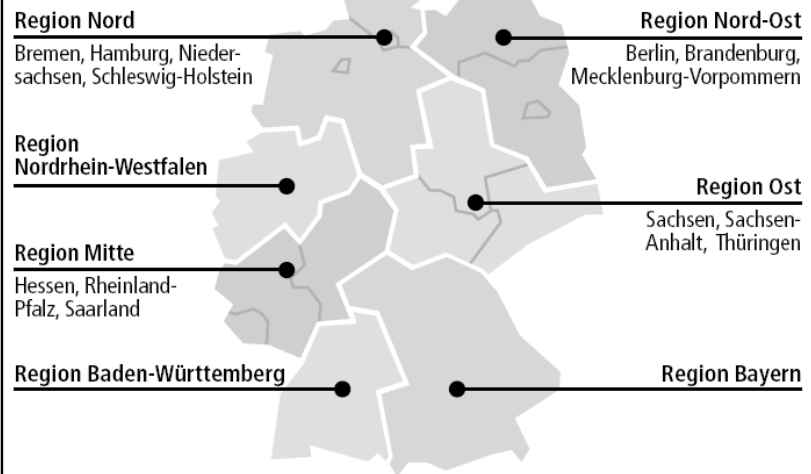 Region Nord
Bremen, Hamburg, Nieder-
sachsen, Schleswig-Holstein
Region Nord-Ost
Berlin, Brandenburg,
Mecklenburg-Vorpommern
Region
Nordrhein-Westfalen
Region Ost
Sachsen, Sachsen-
Anhalt, Thüringen
Region Mitte
Hessen, Rheinland-
Pfalz, Saarland
Region Baden-Württemberg
Region Bayern